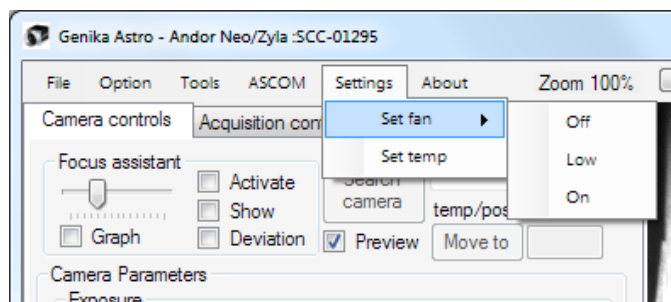 Genika Astro - Andor Neo/Zyla :SCC-01295
File Option Tools ASCOM Settings About Zoom 100%
Camera controls Acquisition con
Set fan Off
Set temp Low
On
Focus assistant
Activate
Show
Graph Deviation
Search
camera
temp/pos
Preview Move to
Camera Parameters
Exposure